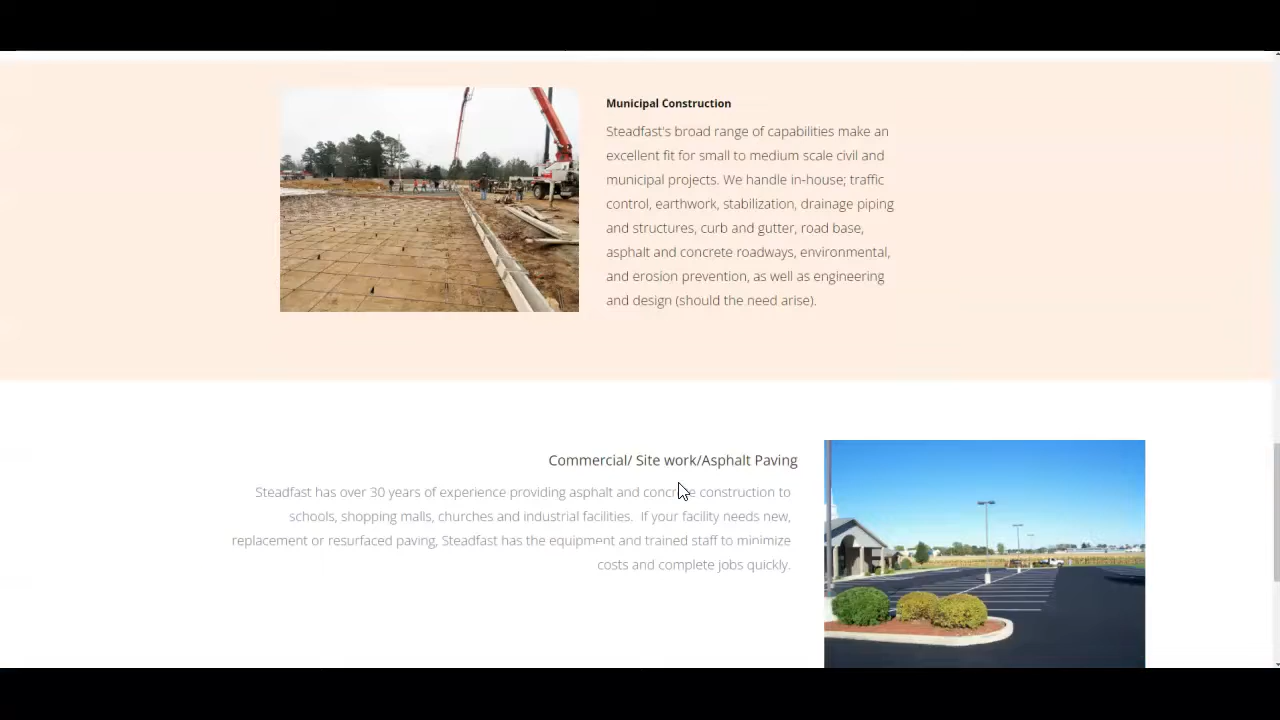 Municipal Construction
Steadfast's broad range of capabilities make an
excellent fit for small to medium scale civil and
municipal projects. We handle in-house; traffic
control, earthwork, stabilization, drainage piping
and structures, curb and gutter, road base,
asphalt and concrete roadways, environmental,
and erosion prevention, as well as engineering
and design (should the need arise).
Commercial/ Site work/Asphalt Paving
Steadfast has over 30 years of experience providing asphalt and concrete construction to
schools, shopping malls, churches and industrial facilities.  If your facility needs new,
replacement or resurfaced paving, Steadfast has the equipment and trained staff to minimize
costs and complete jobs quickly.